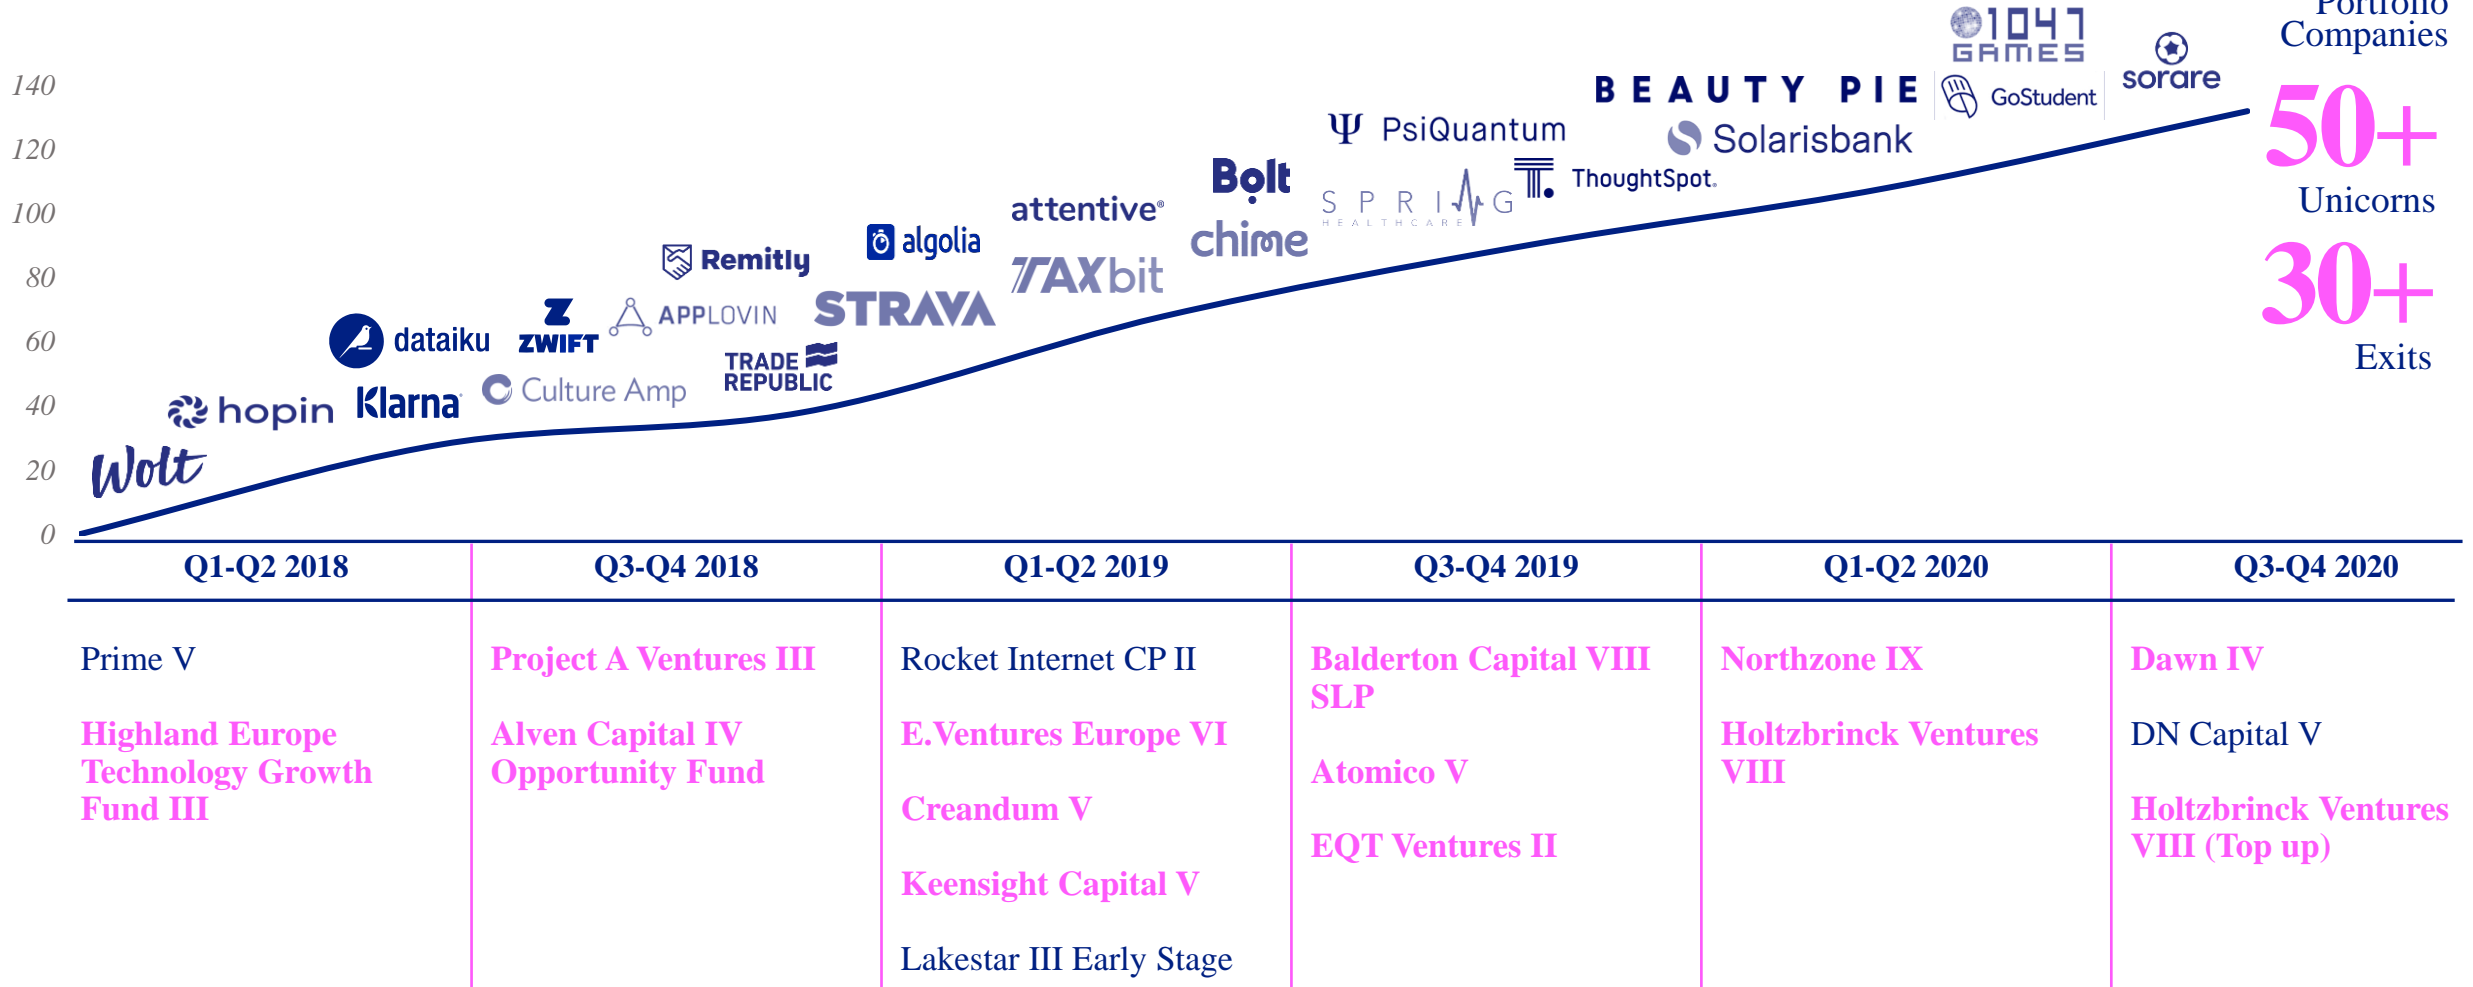 Portfolio
Companies
50+
Unicorns
30+
Exits
140
120
100
80
60
40
20
0
Wolt
hopin
dataiku
Klarna
ZWIFT
Culture Amp
Remitly
APPLOVIN
TRADE
REPUBLIC
algolia
STRAVA
attentive®
TAXbit
Bolt
chime
Ψ PsiQuantum
SPRING
HEALTHCARE
T. ThoughtSpot.
BEAUTY PIE
Solarisbank
1047
GAMES
GoStudent
sorare
Q1-Q2 2018
Q3-Q4 2018
Q1-Q2 2019
Q3-Q4 2019
Q1-Q2 2020
Q3-Q4 2020
Prime V
Highland Europe
Technology Growth
Fund III
Project A Ventures III
Alven Capital IV
Opportunity Fund
Rocket Internet CP II
E.Ventures Europe VI
Creandum V
Keensight Capital V
Lakestar III Early Stage
Balderton Capital VIII
SLP
Atomico V
EQT Ventures II
Northzone IX
Holtzbrinck Ventures
VIII
Dawn IV
DN Capital V
Holtzbrinck Ventures
VIII (Top up)